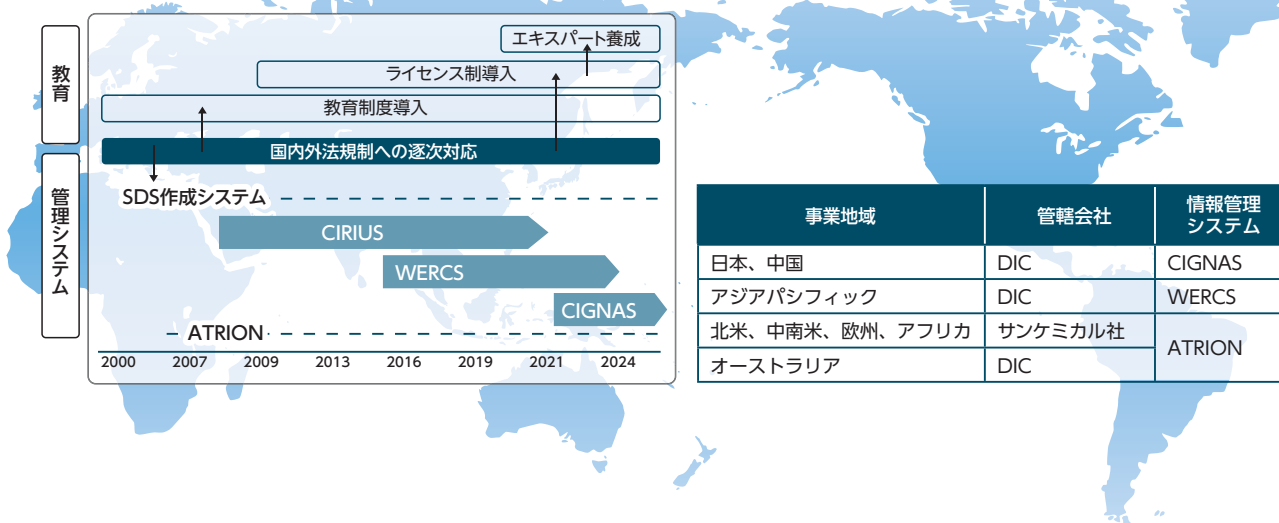 教育
エキスパート養成
ライセンス制導入
教育制度導入
国内外法規制への逐次対応
管理システム
SDS作成システム
CIRIUS
WERCS
CIGNAS
ATRION
2000 2007 2009 2013 2016 2019 2021 2024
事業地域 管轄会社 情報管理
システム
日本、中国 DIC CIGNAS
アジアパシフィック DIC WERCS
北米、中南米、欧州、アフリカ サンケミカル社 ATRION
オーストラリア DIC